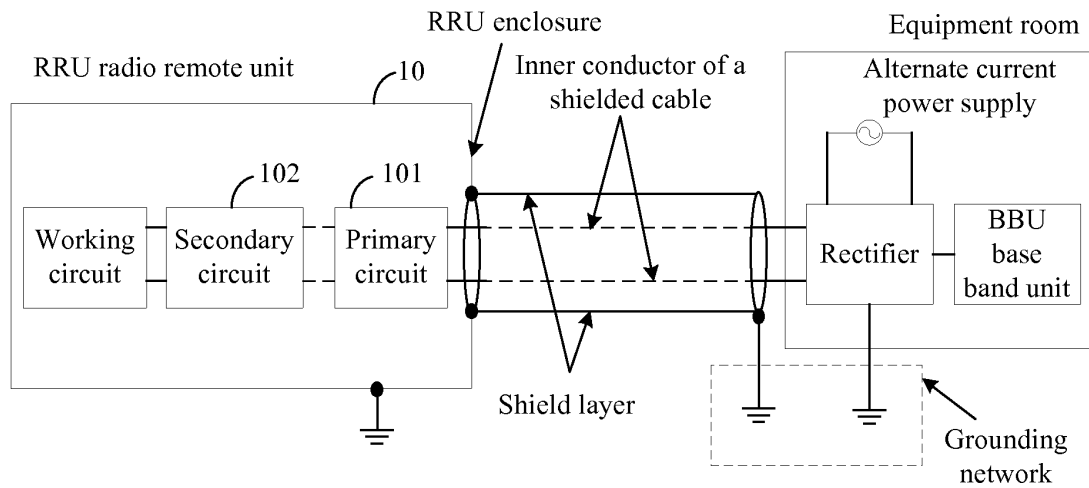 RRU enclosure
Equipment room
RRU radio remote unit
10
Inner conductor of a
shielded cable
Alternate current
power supply
102
101
Working
circuit
Secondary
circuit
Primary
circuit
Rectifier
BBU
base
band unit
Shield layer
Grounding
network